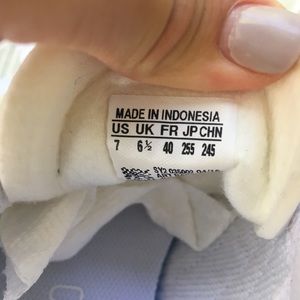 MADE IN INDONESIA
US UK FR JP CHN
7 6½ 40 255 245